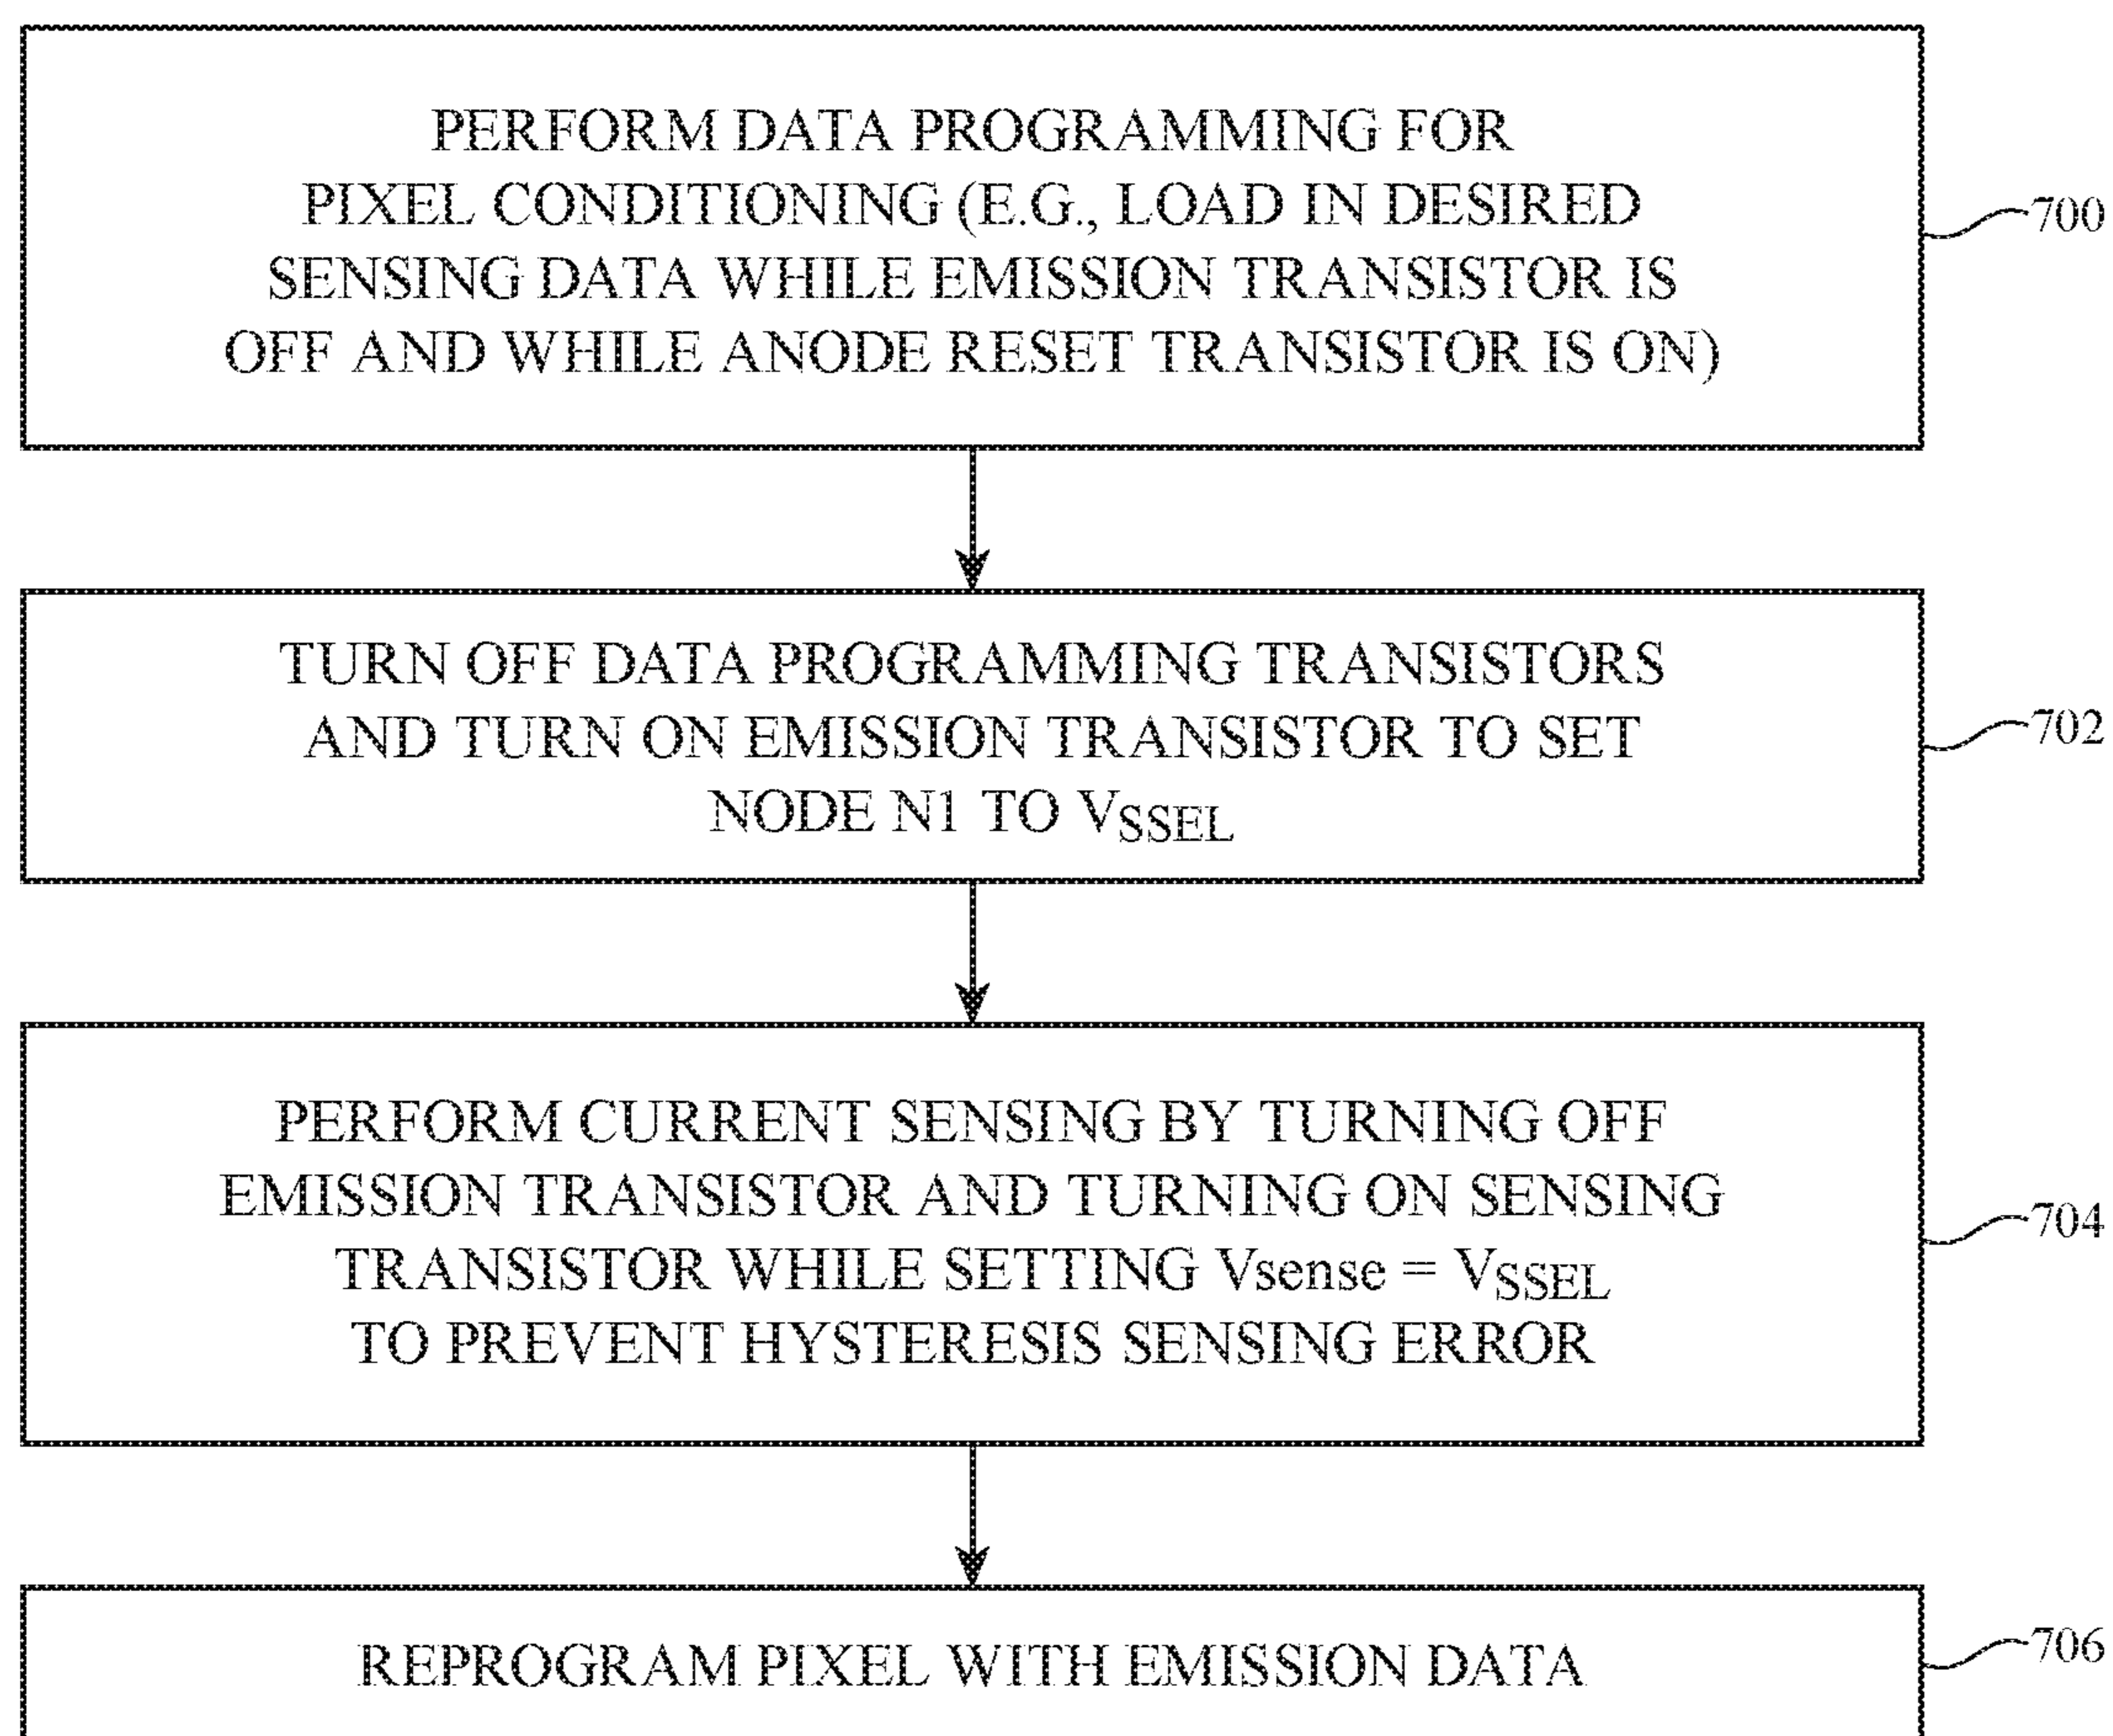 PERFORM DATA PROGRAMMING FOR
PIXEL CONDITIONING (E.G., LOAD IN DESIRED
SENSING DATA WHILE EMISSION TRANSISTOR IS
OFF AND WHILE ANODE RESET TRANSISTOR IS ON)
700
TURN OFF DATA PROGRAMMING TRANSISTORS
AND TURN ON EMISSION TRANSISTOR TO SET
NODE N1 TO VSSEL
702
PERFORM CURRENT SENSING BY TURNING OFF
EMISSION TRANSISTOR AND TURNING ON SENSING
TRANSISTOR WHILE SETTING Vsense = VSSEL
TO PREVENT HYSTERESIS SENSING ERROR
704
REPROGRAM PIXEL WITH EMISSION DATA
706